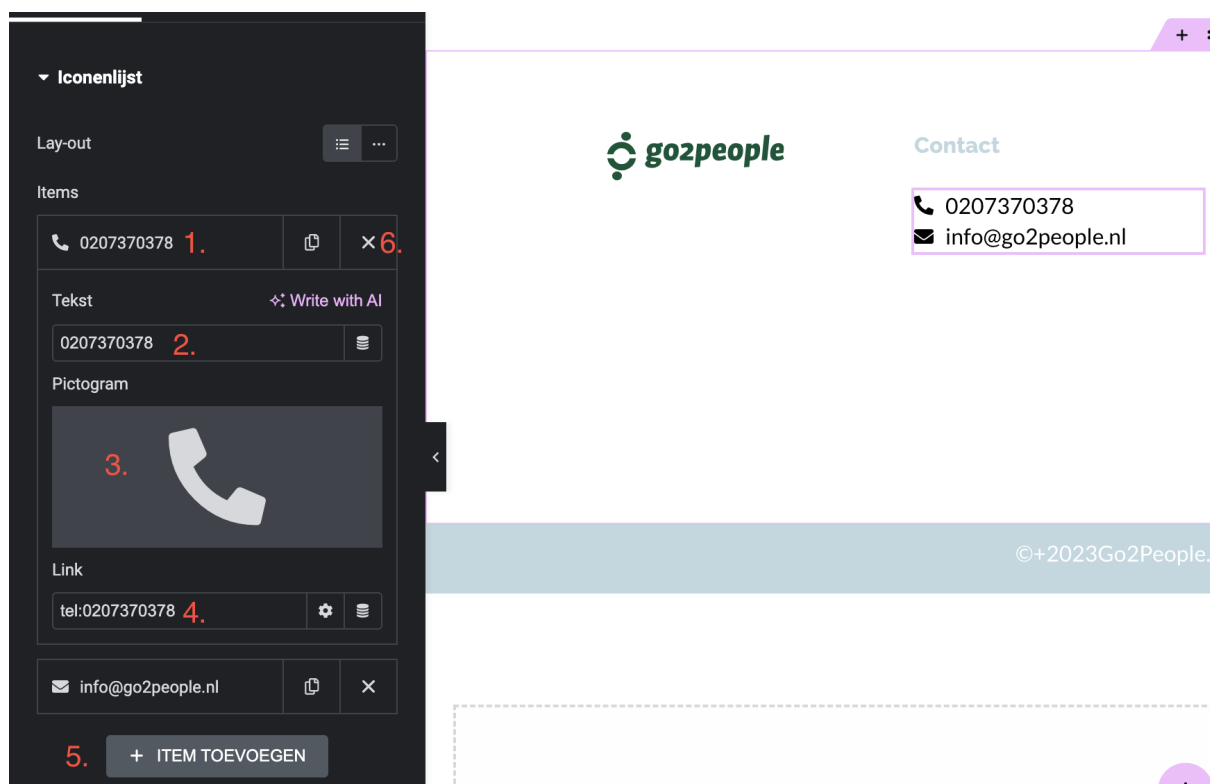 Iconenlijst
Lay-out
Items
0207370378 1.
6.
Tekst
Write with AI
0207370378 2.
Pictogram
3.
Link
tel:0207370378 4.
info@go2people.nl
5. + ITEM TOEVOEGEN
go2people
Contact
0207370378
info@go2people.nl
©+2023Go2People.